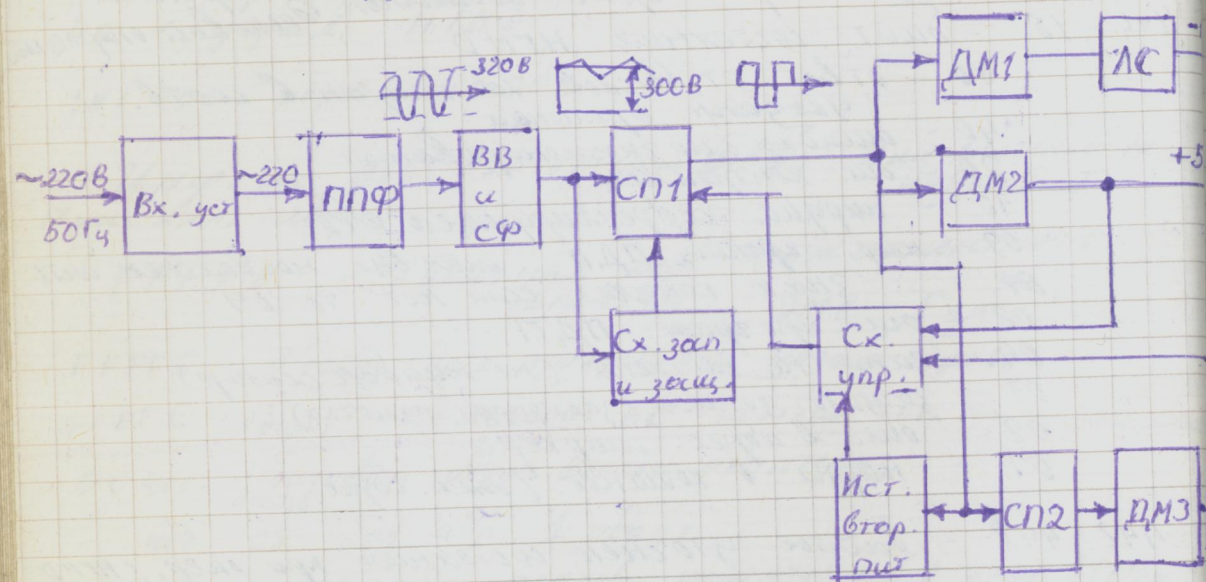 320в
300в
ДМ1
ЛС
~220В
50Гц
Вх. уст
~220
ППФ
ВВ
и
СФ
СП1
ДМ2
+5
Сх. зап
и защ.
Сх.
упр.
Ист.
втор.
пит
СП2
ДМ3